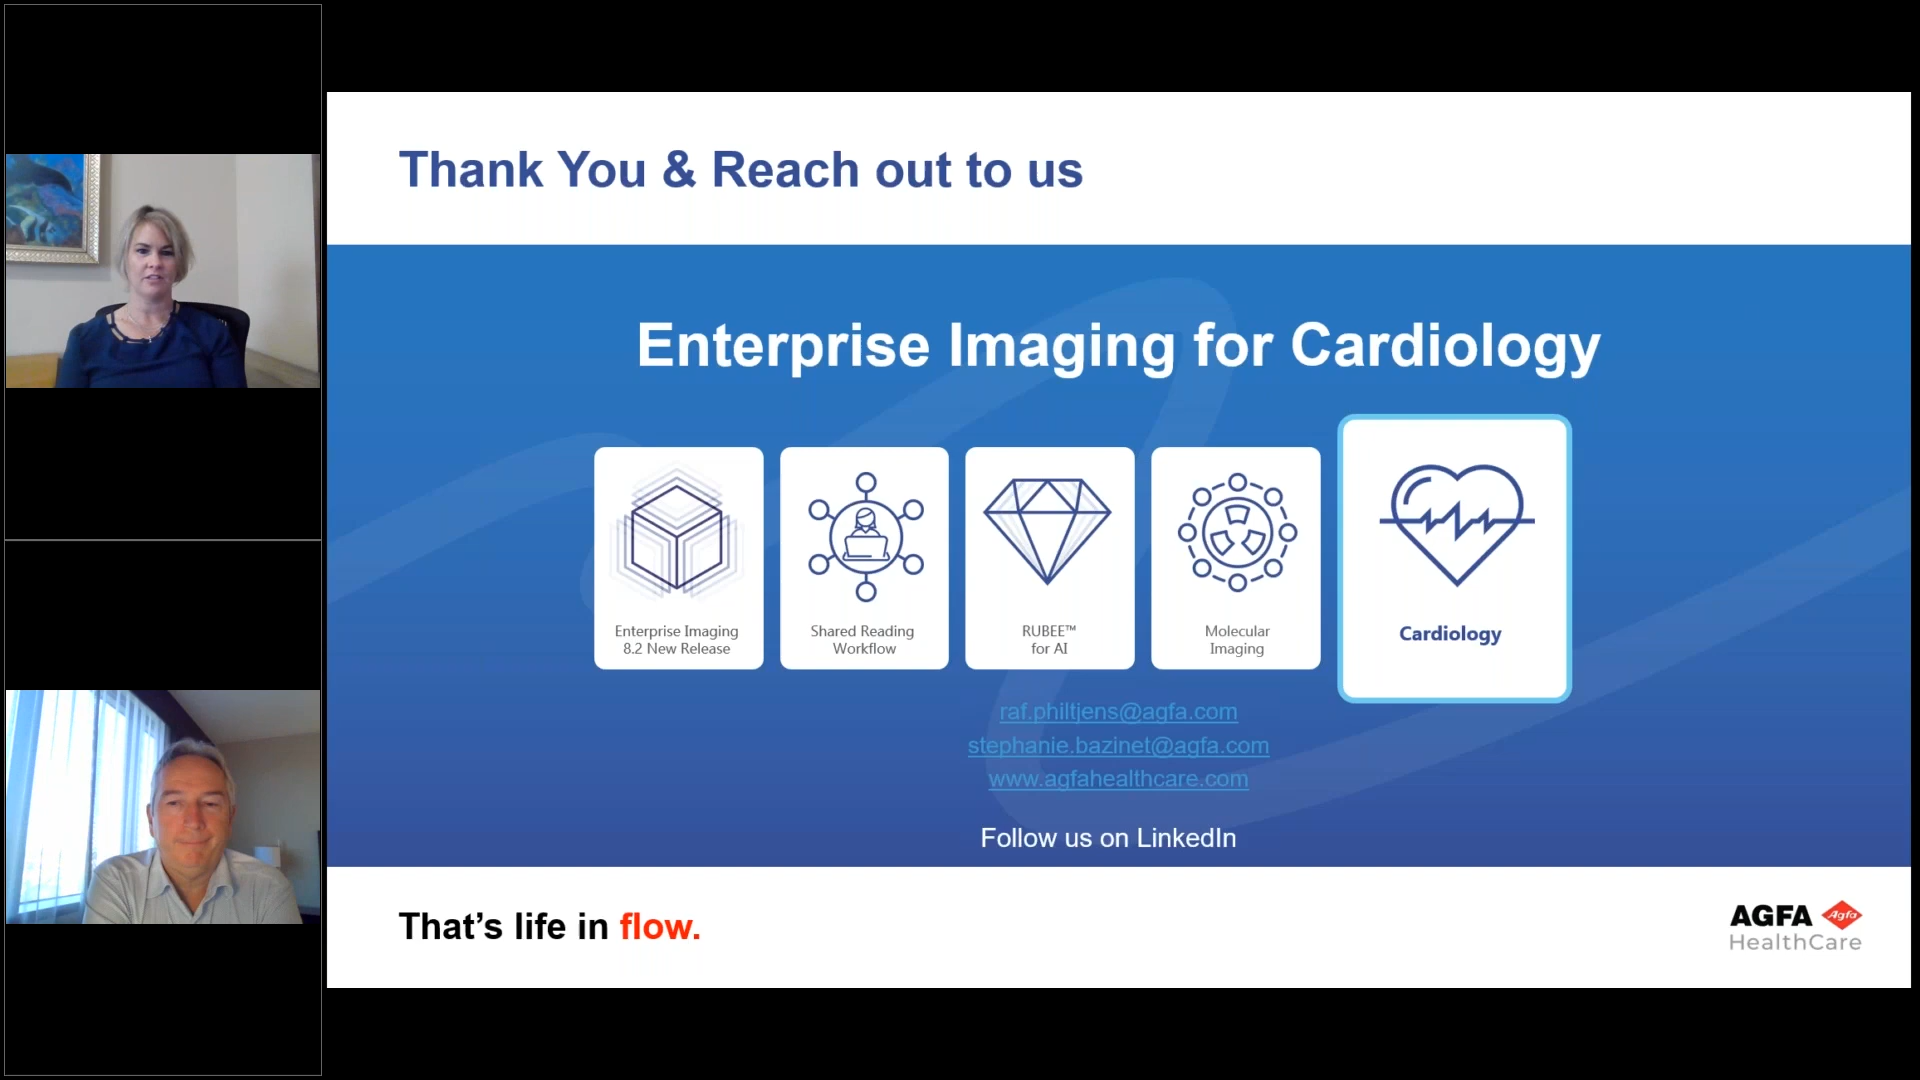 Thank You & Reach out to us
Enterprise Imaging for Cardiology
Enterprise Imaging
8.2 New Release
Shared Reading
Workflow
RUBEE™
for AI
Molecular
Imaging
Cardiology
raf.philtjens@agfa.com
stephanie.bazinet@agfa.com
www.agfahealthcare.com
Follow us on LinkedIn
That's life in flow.
AGFA Agfa
HealthCare